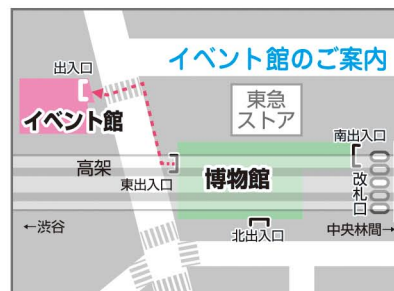 イベント館のご案内
出入口
イベント館
東急
ストア
南出入口
高架
東出入口
博物館
改札口
←渋谷
北出入口
中央林間→